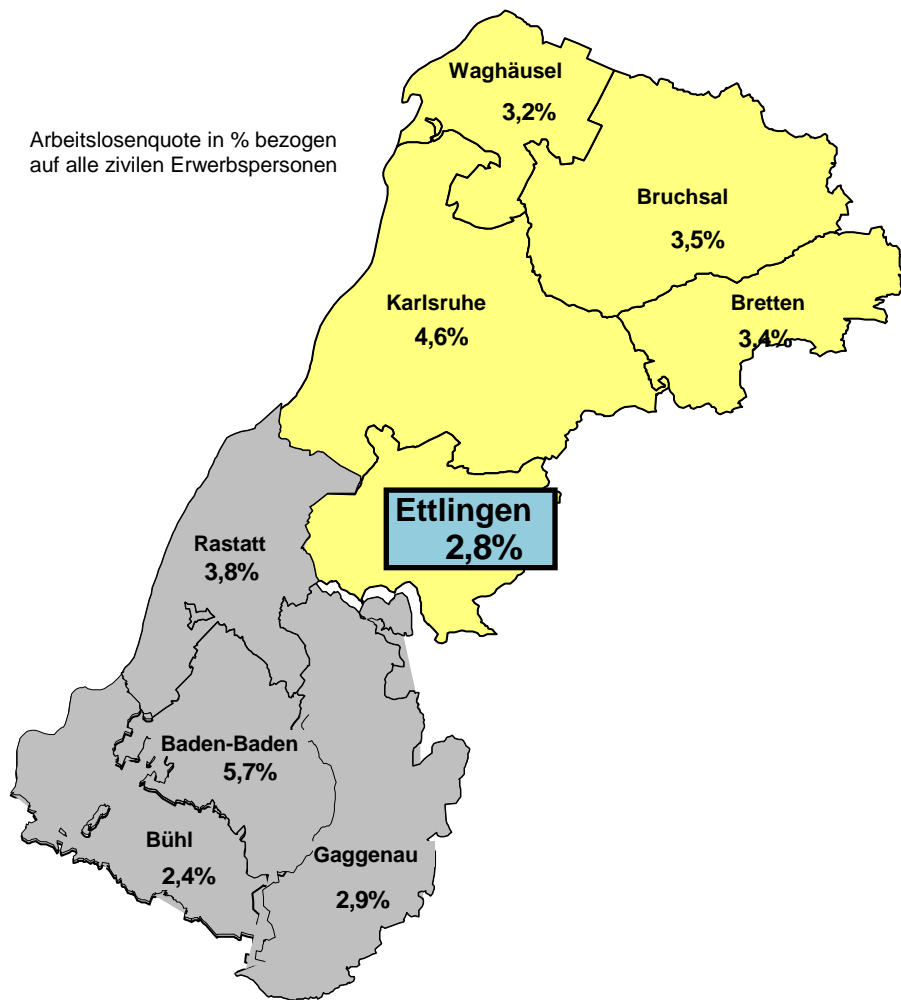 Waghäusel
3,2%
Arbeitslosenquote in % bezogen
auf alle zivilen Erwerbspersonen
Bruchsal
3,5%
Karlsruhe
4,6%
Bretten
3,4%
Ettlingen
2,8%
Rastatt
3,8%
Baden-Baden
5,7%
Bühl
2,4%
Gaggenau
2,9%